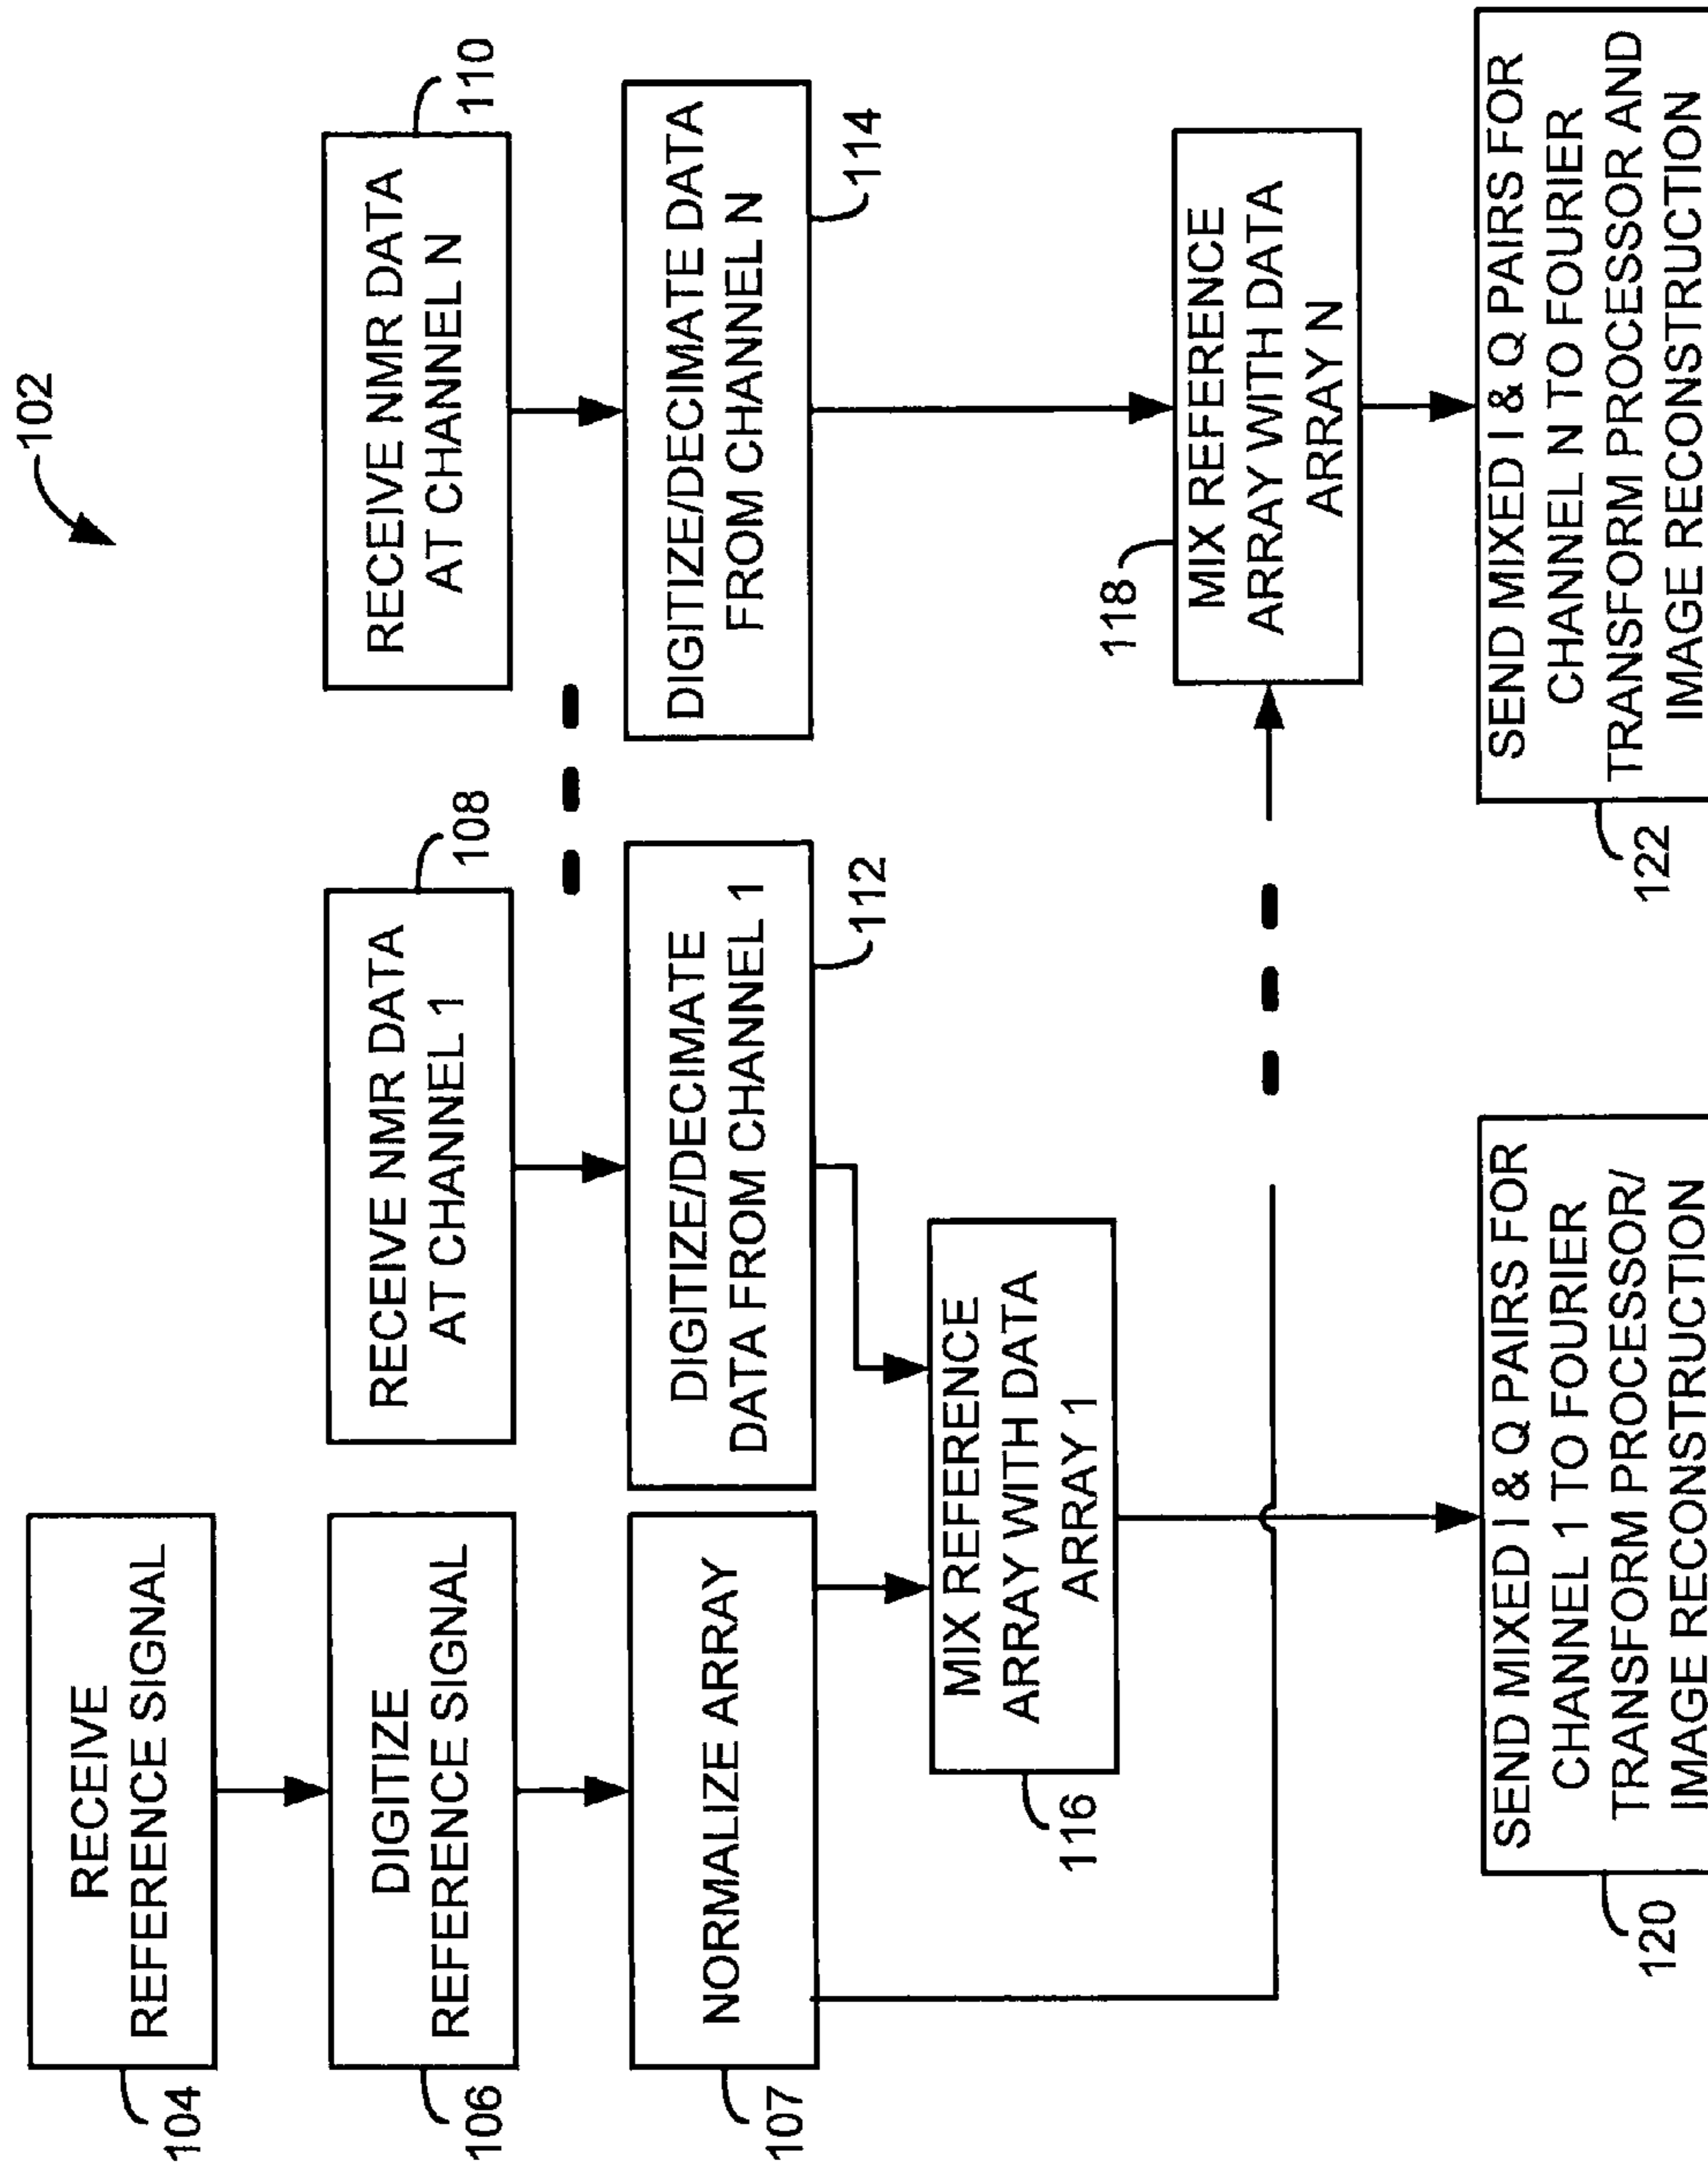 102
RECEIVE
REFERENCE SIGNAL
104
DIGITIZE
REFERENCE SIGNAL
106
RECEIVE NMR DATA
AT CHANNEL 1
108
RECEIVE NMR DATA
AT CHANNEL N
110
NORMALIZE ARRAY
107
DIGITIZE/DECIMATE
DATA FROM CHANNEL 1
112
DIGITIZE/DECIMATE DATA
FROM CHANNEL N
114
MIX REFERENCE
ARRAY WITH DATA
ARRAY 1
116
118
MIX REFERENCE
ARRAY WITH DATA
ARRAY N
SEND MIXED I & Q PAIRS FOR
CHANNEL 1 TO FOURIER
TRANSFORM PROCESSOR/
IMAGE RECONSTRUCTION
120
SEND MIXED I & Q PAIRS FOR
CHANNEL N TO FOURIER
TRANSFORM PROCESSOR AND
IMAGE RECONSTRUCTION
122